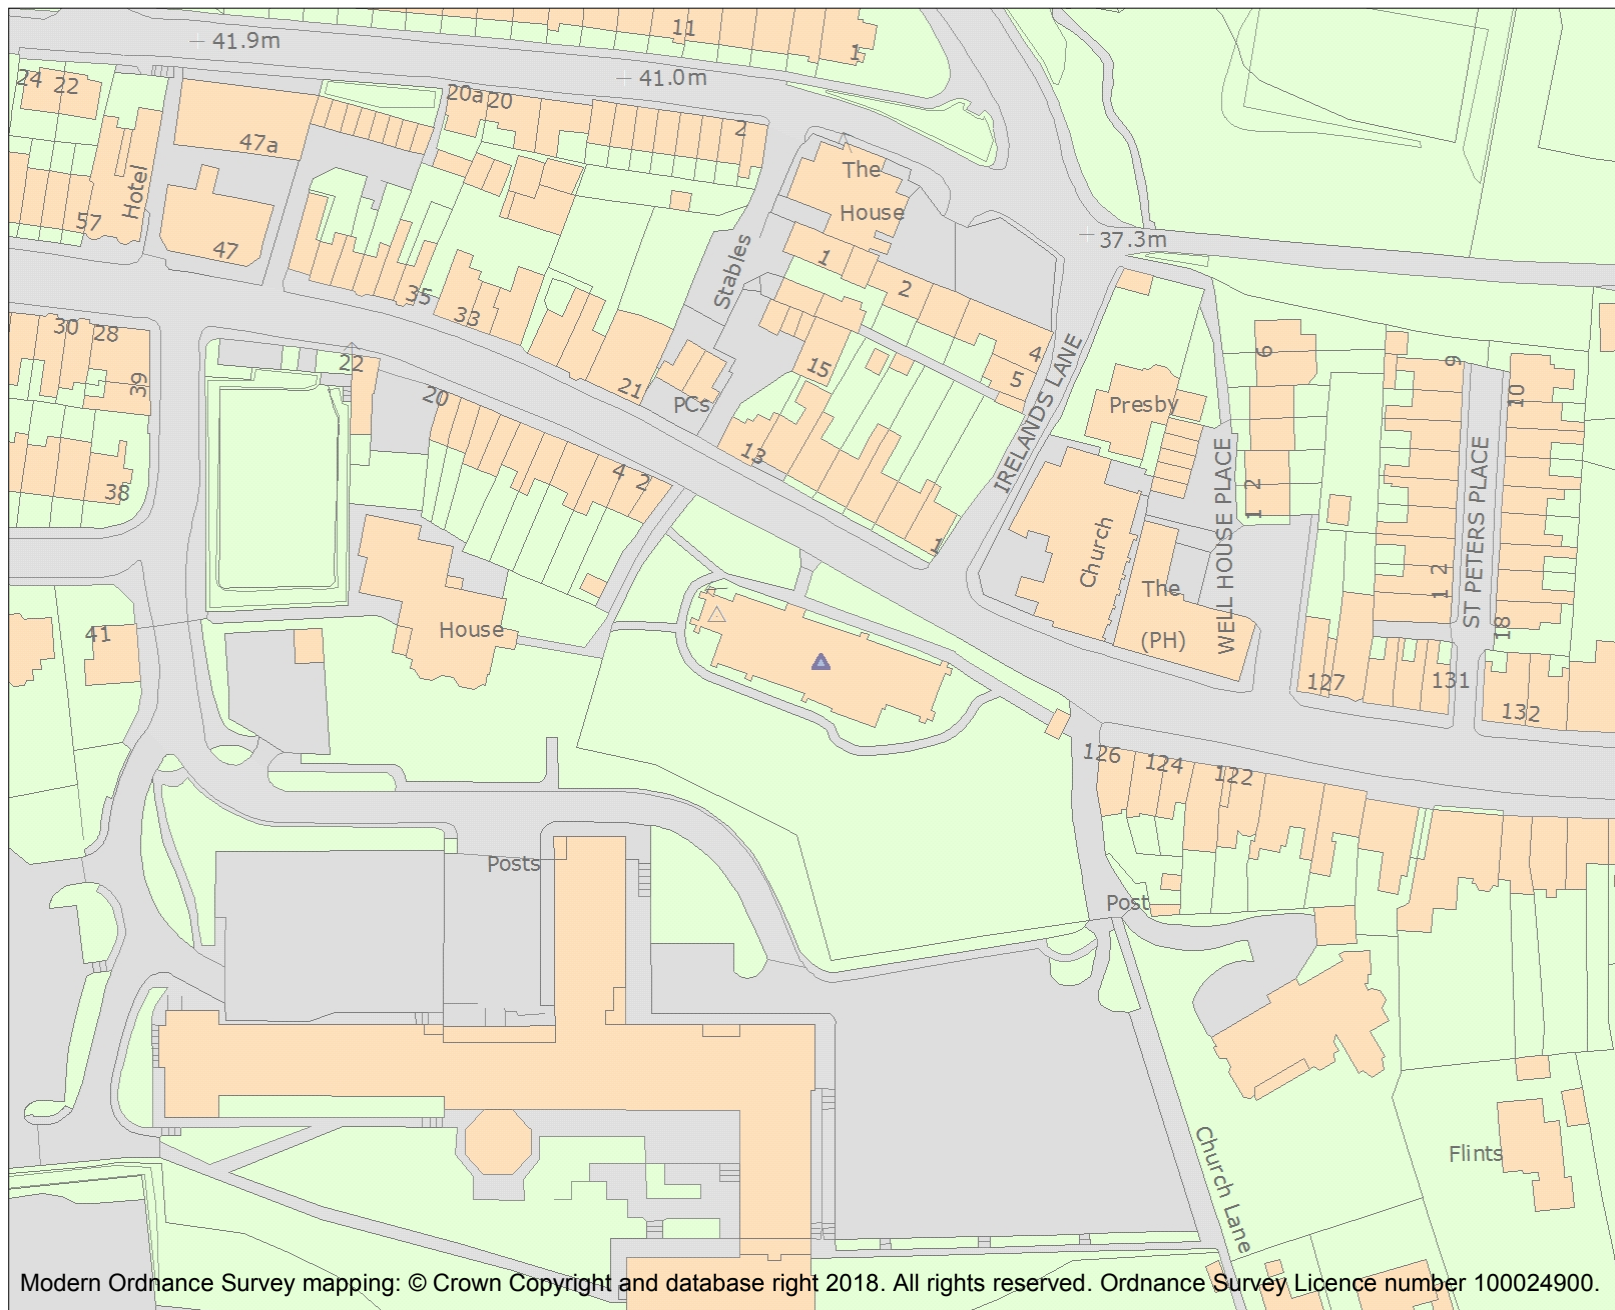 11
1
41.9m
41.0m
24 22
20a 20
2
47a
The
House
Hotel
57
47
37.3m
Stables
1
2
35
33
30 28
22
39
20
21
PCs
15
13
4
5
IRELANDS LANE
Presby
6
9
10
38
4 2
1
Church
The
(PH)
WELL HOUSE PLACE
1 2
ST PETERS PLACE
1 2
18
41
House
127
131
132
126
124
122
Posts
Post
Church Lane
Flints
Modern Ordnance Survey mapping: © Crown Copyright and database right 2018. All rights reserved. Ordnance Survey Licence number 100024900.